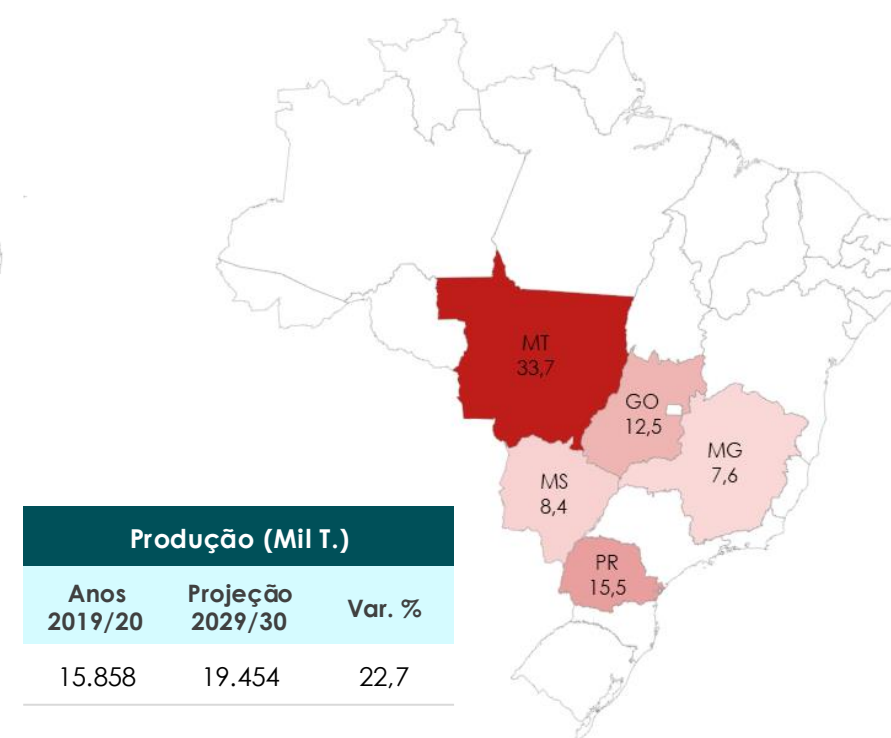 MT
33,7
GO
12,5
MG
7,6
MS
8,4
PR
15,5
Produção (Mil T.)
Anos 2019/20
Projeção 2029/30
Var. %
15.858 19.454 22,7